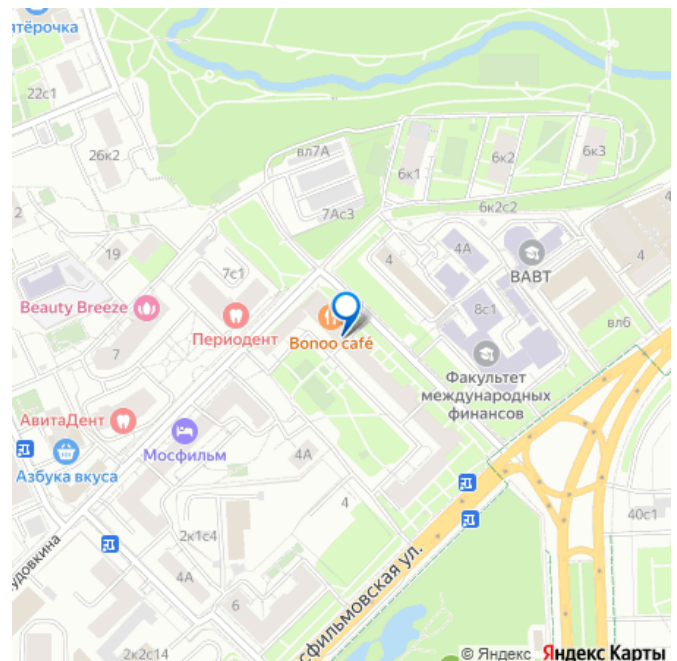 ятёрочка
22с1
26к2
вл7А
6к1
6к2
6к3
7Ас3
6к2с2
2
19
7с1
4
4А
ВАВТ
4
4
Beauty Breeze
Периодент
Bonoo café
8с1
вл6
7
Факультет
международных
финансов
АвитаДент
Азбука вкуса
Мосфильм
4А
4
2к1с4
40с1
удовкина
4А
6
сфильмовская ул.
2к2с14
© Яндекс Яндекс Карты